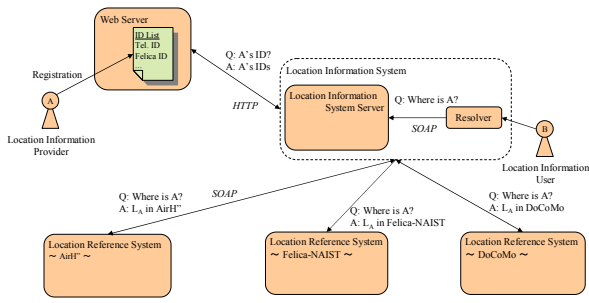 Web Server
ID List
Tel. ID
Felica ID
...
Registration
A
Location Information
Provider
Q: A's ID?
A: A's IDs
HTTP
Location Information System
Location Information
System Server
Q: Where is A?
SOAP
Resolver
B
Location Information
User
Q: Where is A?
A: LA in AirH"
SOAP
Q: Where is A?
A: LA in Felica-NAIST
Q: Where is A?
A: LA in DoCoMo
Location Reference System
～ AirH" ～
Location Reference System
～ Felica-NAIST ～
Location Reference System
～ DoCoMo ～